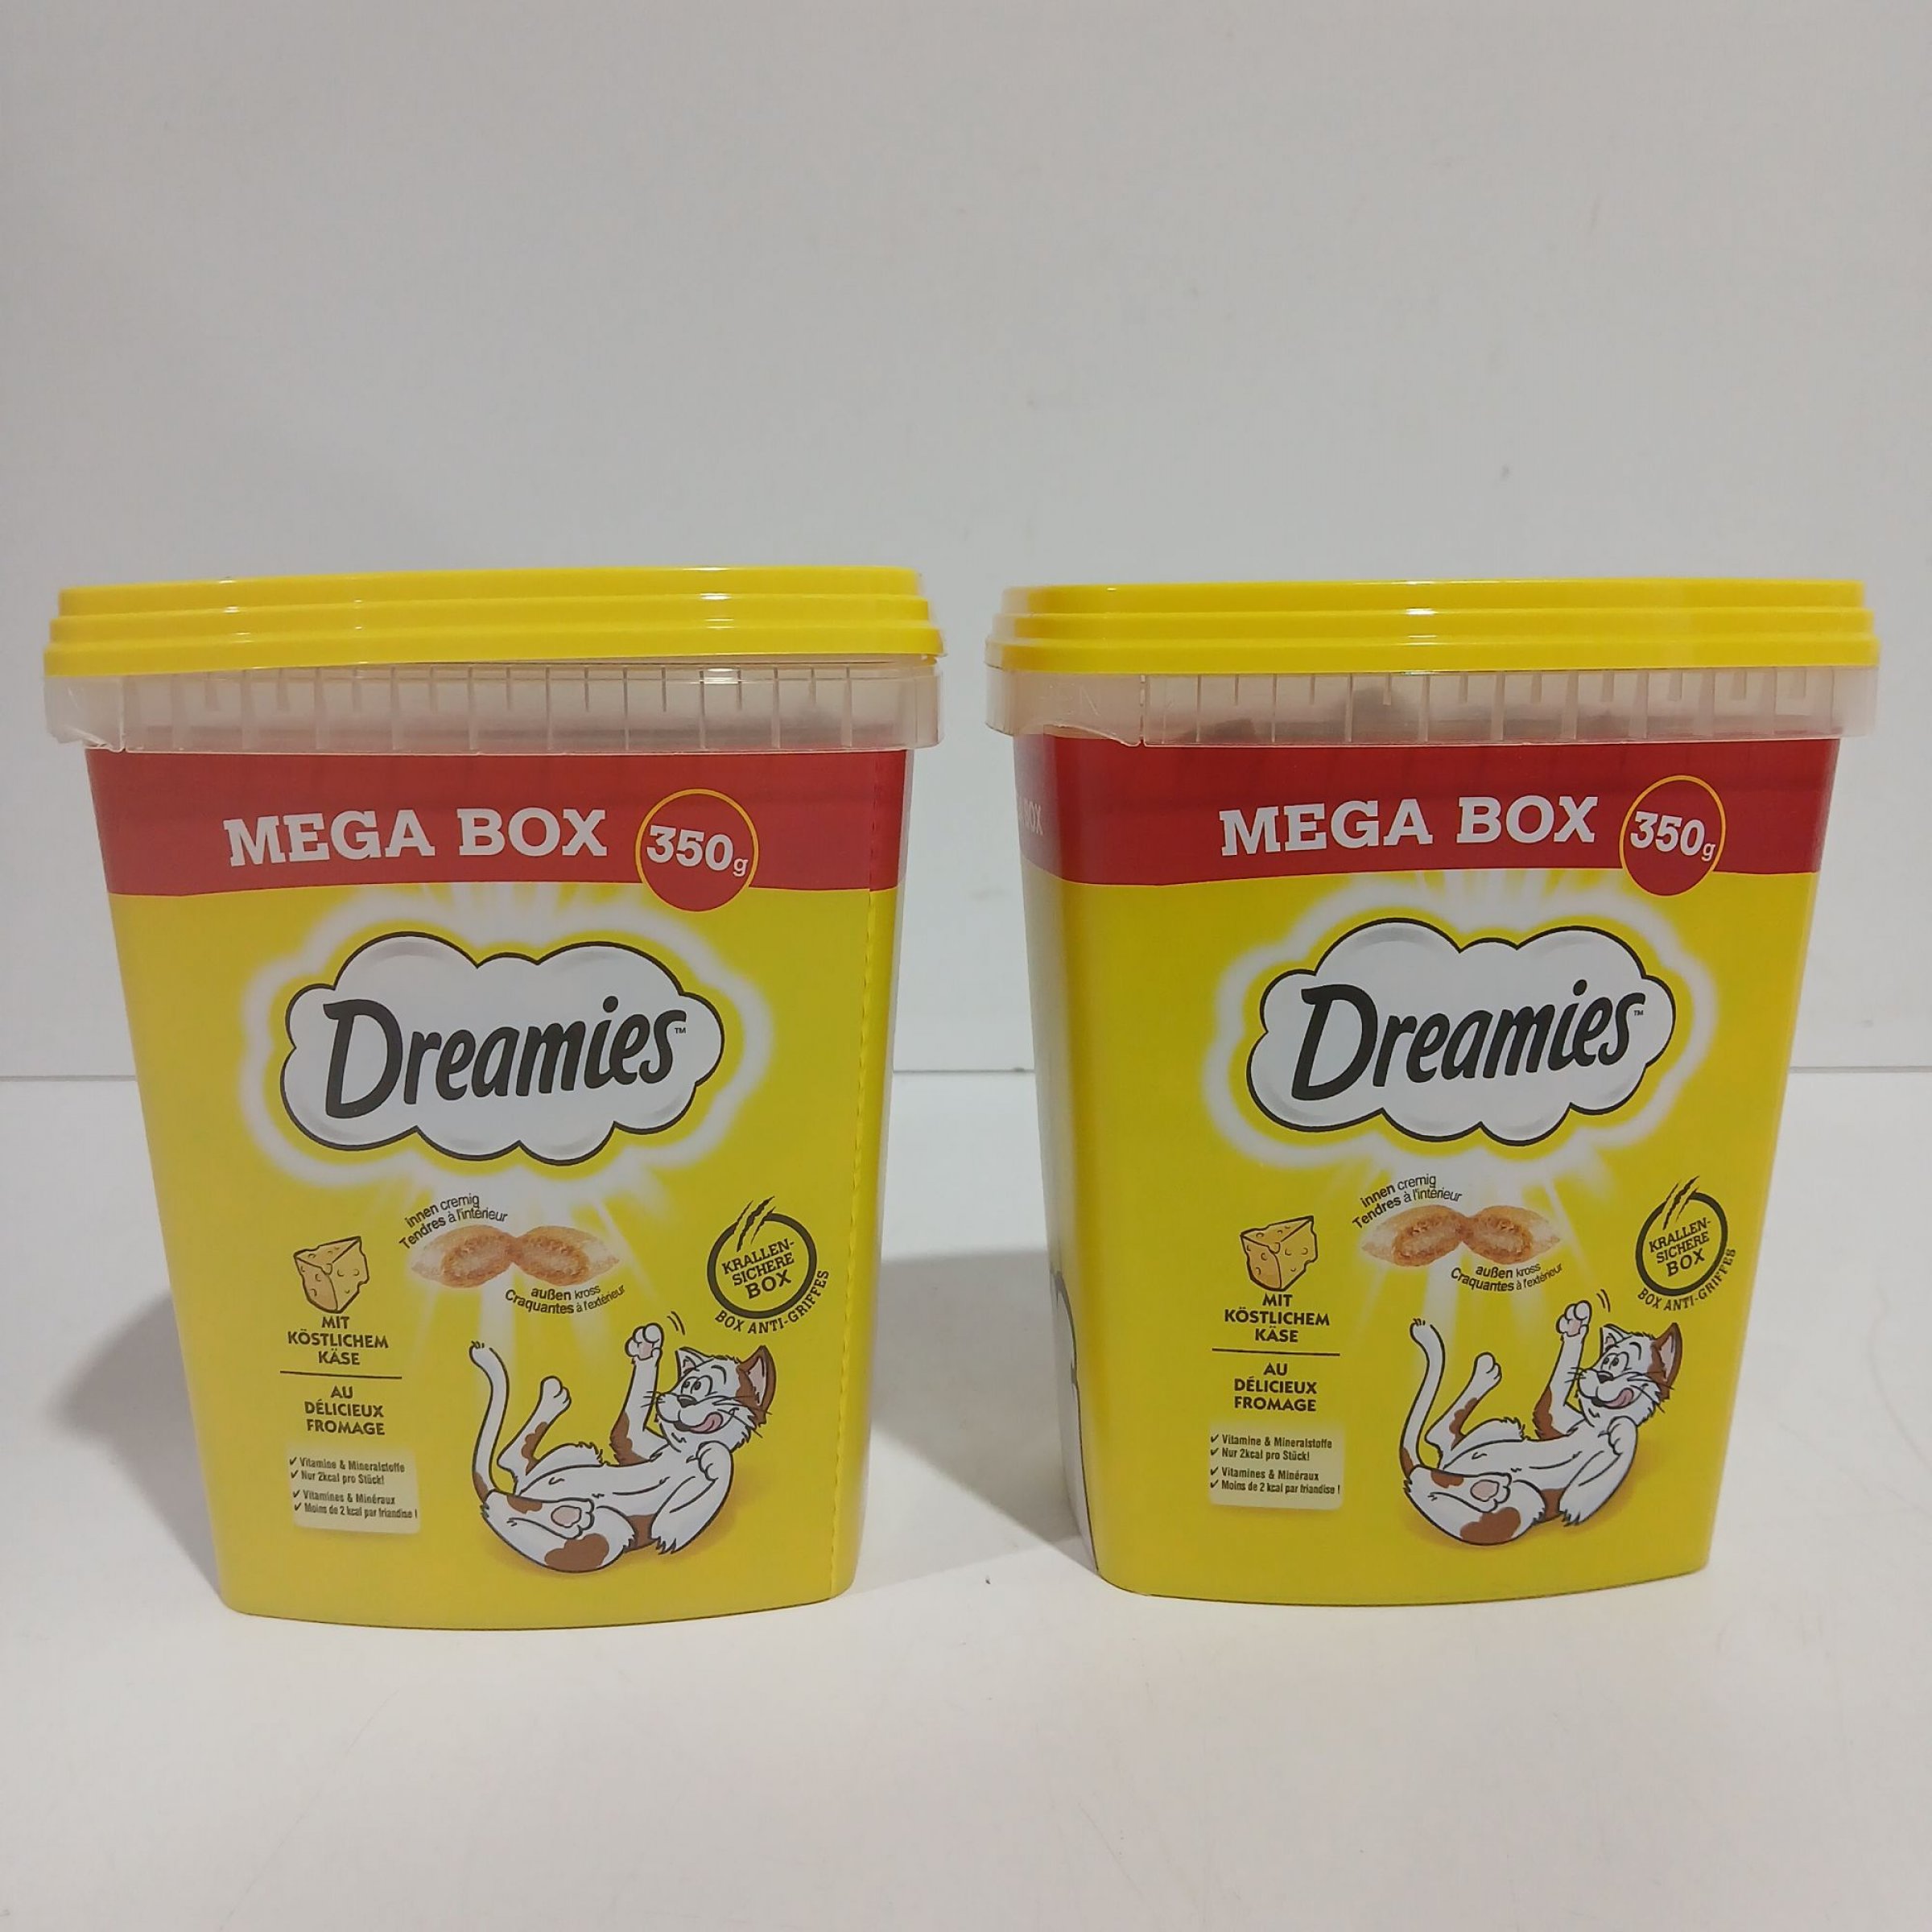 MEGA BOX 350g
Dreamies™
innen cremig
Tendres à l'intérieur
außen kross
Craquantes à l'extérieur
KRALLEN-
SICHERE
BOX
BOX ANTI-GRIFFES
MIT
KÖSTLICHEM
KÄSE
AU
DÉLICIEUX
FROMAGE
✓ Vitamine & Mineralstoffe
✓ Nur 2kcal pro Stück!
✓ Vitamines & Minéraux
✓ Moins de 2 kcal par friandise !
BOX
MEGA BOX 350g
Dreamies™
innen cremig
Tendres à l'intérieur
außen kross
Craquantes à l'extérieur
KRALLEN-
SICHERE
BOX
BOX ANTI-GRIFFES
MIT
KÖSTLICHEM
KÄSE
AU
DÉLICIEUX
FROMAGE
✓ Vitamine & Mineralstoffe
✓ Nur 2kcal pro Stück!
✓ Vitamines & Minéraux
✓ Moins de 2 kcal par friandise !